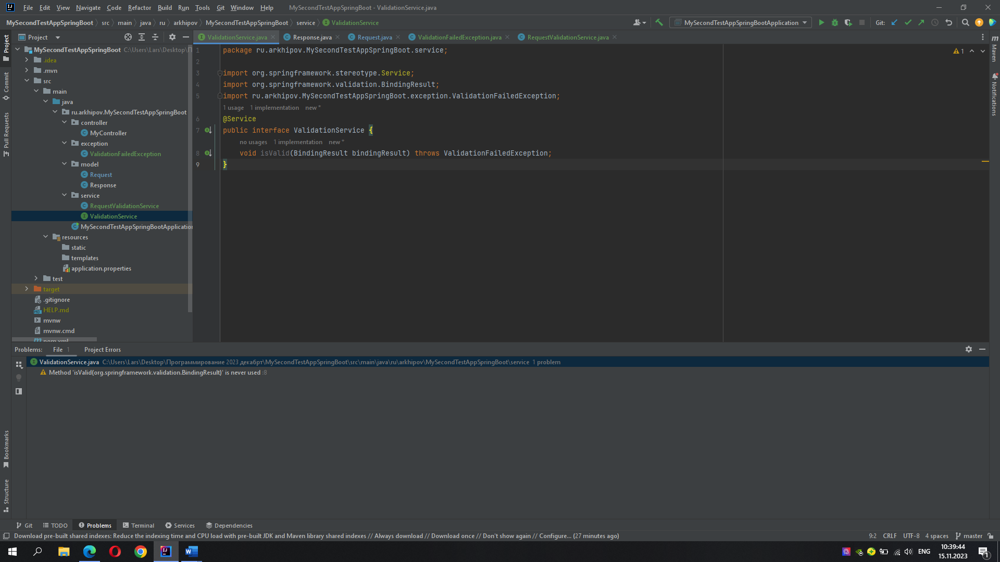 File Edit View Navigate Code Refactor Build Run Tools Git Window Help MySecondTestAppSpringBoot - ValidationService.java
MySecondTestAppSpringBoot src main java ru arkhipov MySecondTestAppSpringBoot service ValidationService MySecondTestAppSpringBootApplication Git:
Project
ValidationService.java Response.java Request.java ValidationFailedException.java RequestValidationService.java
MySecondTestAppSpringBoot C:\Users\Lars\Desktop\П
.idea
.mvn
src
main
java
ru.arkhipov.MySecondTestAppSpringBoot
controller
MyController
exception
ValidationFailedException
model
Request
Response
service
RequestValidationService
ValidationService
MySecondTestAppSpringBootApplication
resources
static
templates
application.properties
test
target
.gitignore
HELP.md
mvnw
mvnw.cmd
pom.xml
1 package ru.arkhipov.MySecondTestAppSpringBoot.service;
2
3 import org.springframework.stereotype.Service;
4 import org.springframework.validation.BindingResult;
5 import ru.arkhipov.MySecondTestAppSpringBoot.exception.ValidationFailedException;
1 usage 1 implementation new *
6 @Service
7 public interface ValidationService {
no usages 1 implementation new *
8 void isValid(BindingResult bindingResult) throws ValidationFailedException;
9 }
1
Project
Commit
Pull Requests
Bookmarks
Structure
Maven
Notifications
Problems: File 1 Project Errors
ValidationService.java C:\Users\Lars\Desktop\Программирование 2023 декабрт\MySecondTestAppSpringBoot\src\main\java\ru\arkhipov\MySecondTestAppSpringBoot\service 1 problem
Method 'isValid(org.springframework.validation.BindingResult)' is never used :8
Git TODO Problems Terminal Services Dependencies
Download pre-built shared indexes: Reduce the indexing time and CPU load with pre-built JDK and Maven library shared indexes // Always download // Download once // Don't show again // Configure... (27 minutes ago) 9:2 CRLF UTF-8 4 spaces master
ENG
10:39:44
15.11.2023
1